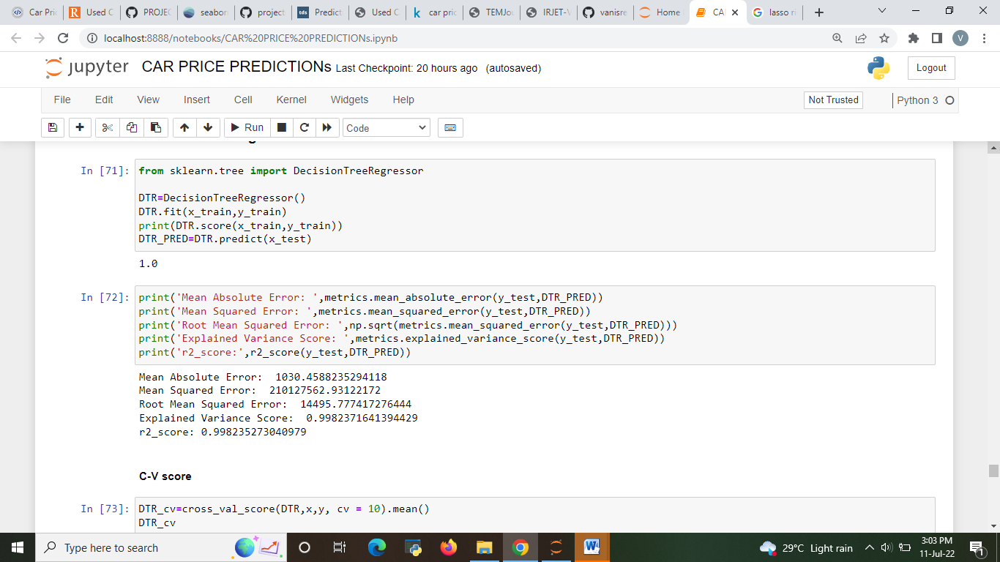 Car Pri
Used C
PROJEC
seabor
project
Predict
Used C
car pric
TEMJou
IRJET-V
vanisre
Home
CA
lasso r
localhost:8888/notebooks/CAR%20PRICE%20PREDICTIONs.ipynb
V
jupyter CAR PRICE PREDICTIONs Last Checkpoint: 20 hours ago (autosaved)
Logout
File Edit View Insert Cell Kernel Widgets Help
Not Trusted
Python 3
Run
Code
In [71]:
from sklearn.tree import DecisionTreeRegressor
DTR=DecisionTreeRegressor()
DTR.fit(x_train,y_train)
print(DTR.score(x_train,y_train))
DTR_PRED=DTR.predict(x_test)
1.0
In [72]:
print('Mean Absolute Error: ',metrics.mean_absolute_error(y_test,DTR_PRED))
print('Mean Squared Error: ',metrics.mean_squared_error(y_test,DTR_PRED))
print('Root Mean Squared Error: ',np.sqrt(metrics.mean_squared_error(y_test,DTR_PRED)))
print('Explained Variance Score: ',metrics.explained_variance_score(y_test,DTR_PRED))
print('r2_score:',r2_score(y_test,DTR_PRED))
Mean Absolute Error:  1030.4588235294118
Mean Squared Error:  210127562.93122172
Root Mean Squared Error:  14495.777417276444
Explained Variance Score:  0.9982371641394429
r2_score: 0.998235273040979
C-V score
In [73]:
DTR_cv=cross_val_score(DTR,x,y, cv = 10).mean()
DTR_cv
Type here to search
29°C Light rain
3:03 PM
11-Jul-22
1